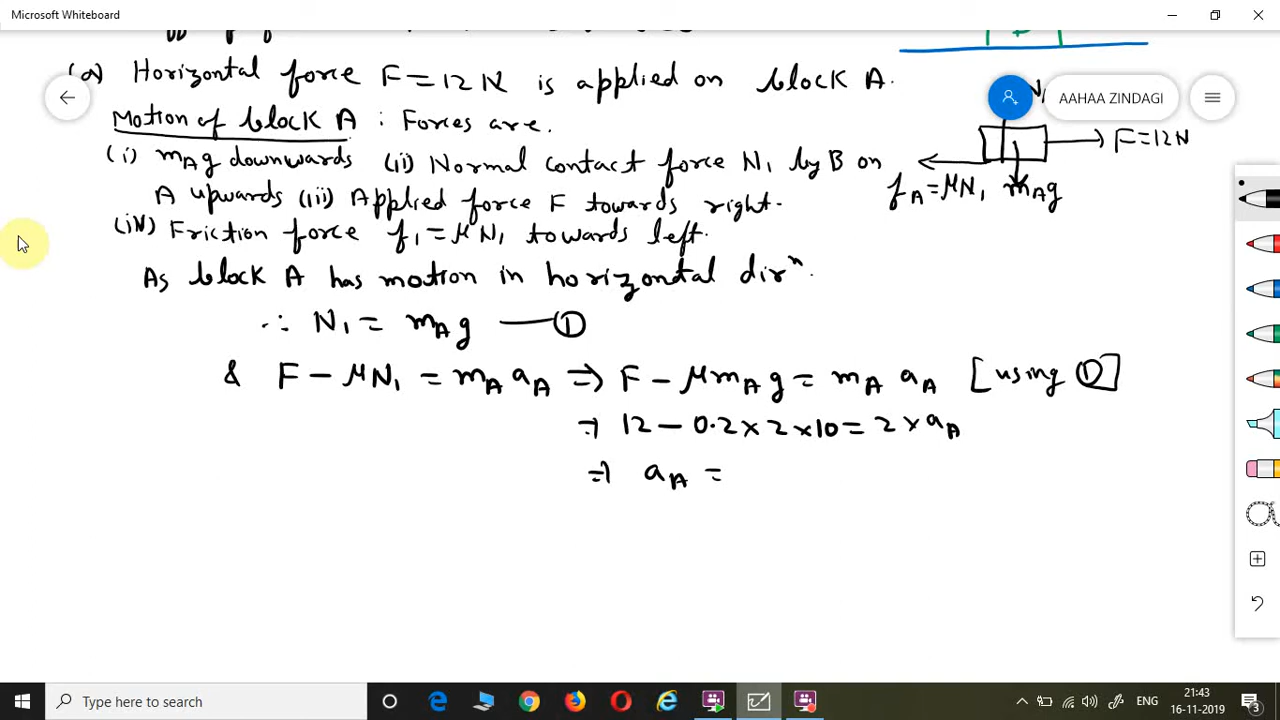 Microsoft Whiteboard
(a) Horizontal force F = 12 N is applied on block A.
AAHAA ZINDAGI
Motion of block A : Forces are.
F = 12N
(i) mAg downwards (ii) Normal contact force N1 by B on
fA = μN1 mAg
A upwards (iii) Applied force F towards right.
(iv) Friction force f1 = μN1 towards left.
As block A has motion in horizontal dirⁿ.
∴ N1 = mAg —— ①
& F - μN1 = mA aA ⇒ F - μmAg = mA aA [using ①]
⇒ 12 - 0.2 × 2 × 10 = 2 × aA
⇒ aA =
Type here to search
ENG
21:43
16-11-2019
3